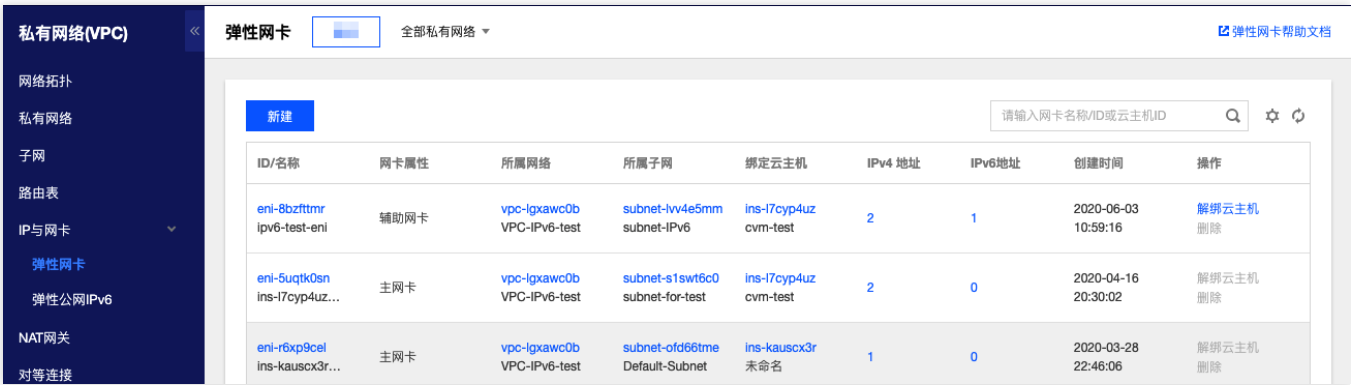 私有网络(VPC)
弹性网卡
全部私有网络
弹性网卡帮助文档
网络拓扑
私有网络
子网
路由表
IP与网卡
弹性网卡
弹性公网IPv6
NAT网关
对等连接
新建
请输入网卡名称/ID或云主机ID
ID/名称 网卡属性 所属网络 所属子网 绑定云主机 IPv4 地址 IPv6地址 创建时间 操作
eni-8bzfttmr 辅助网卡 vpc-lgxawc0b subnet-lvv4e5mm ins-l7cyp4uz 2 1 2020-06-03 解绑云主机
ipv6-test-eni VPC-IPv6-test subnet-IPv6 cvm-test 10:59:16 删除
eni-5uqtk0sn 主网卡 vpc-lgxawc0b subnet-s1swt6c0 ins-l7cyp4uz 2 0 2020-04-16 解绑云主机
ins-l7cyp4uz... VPC-IPv6-test subnet-for-test cvm-test 20:30:02 删除
eni-r6xp9cel 主网卡 vpc-lgxawc0b subnet-ofd66tme ins-kauscx3r 1 0 2020-03-28 解绑云主机
ins-kauscx3r... VPC-IPv6-test Default-Subnet 未命名 22:46:06 删除